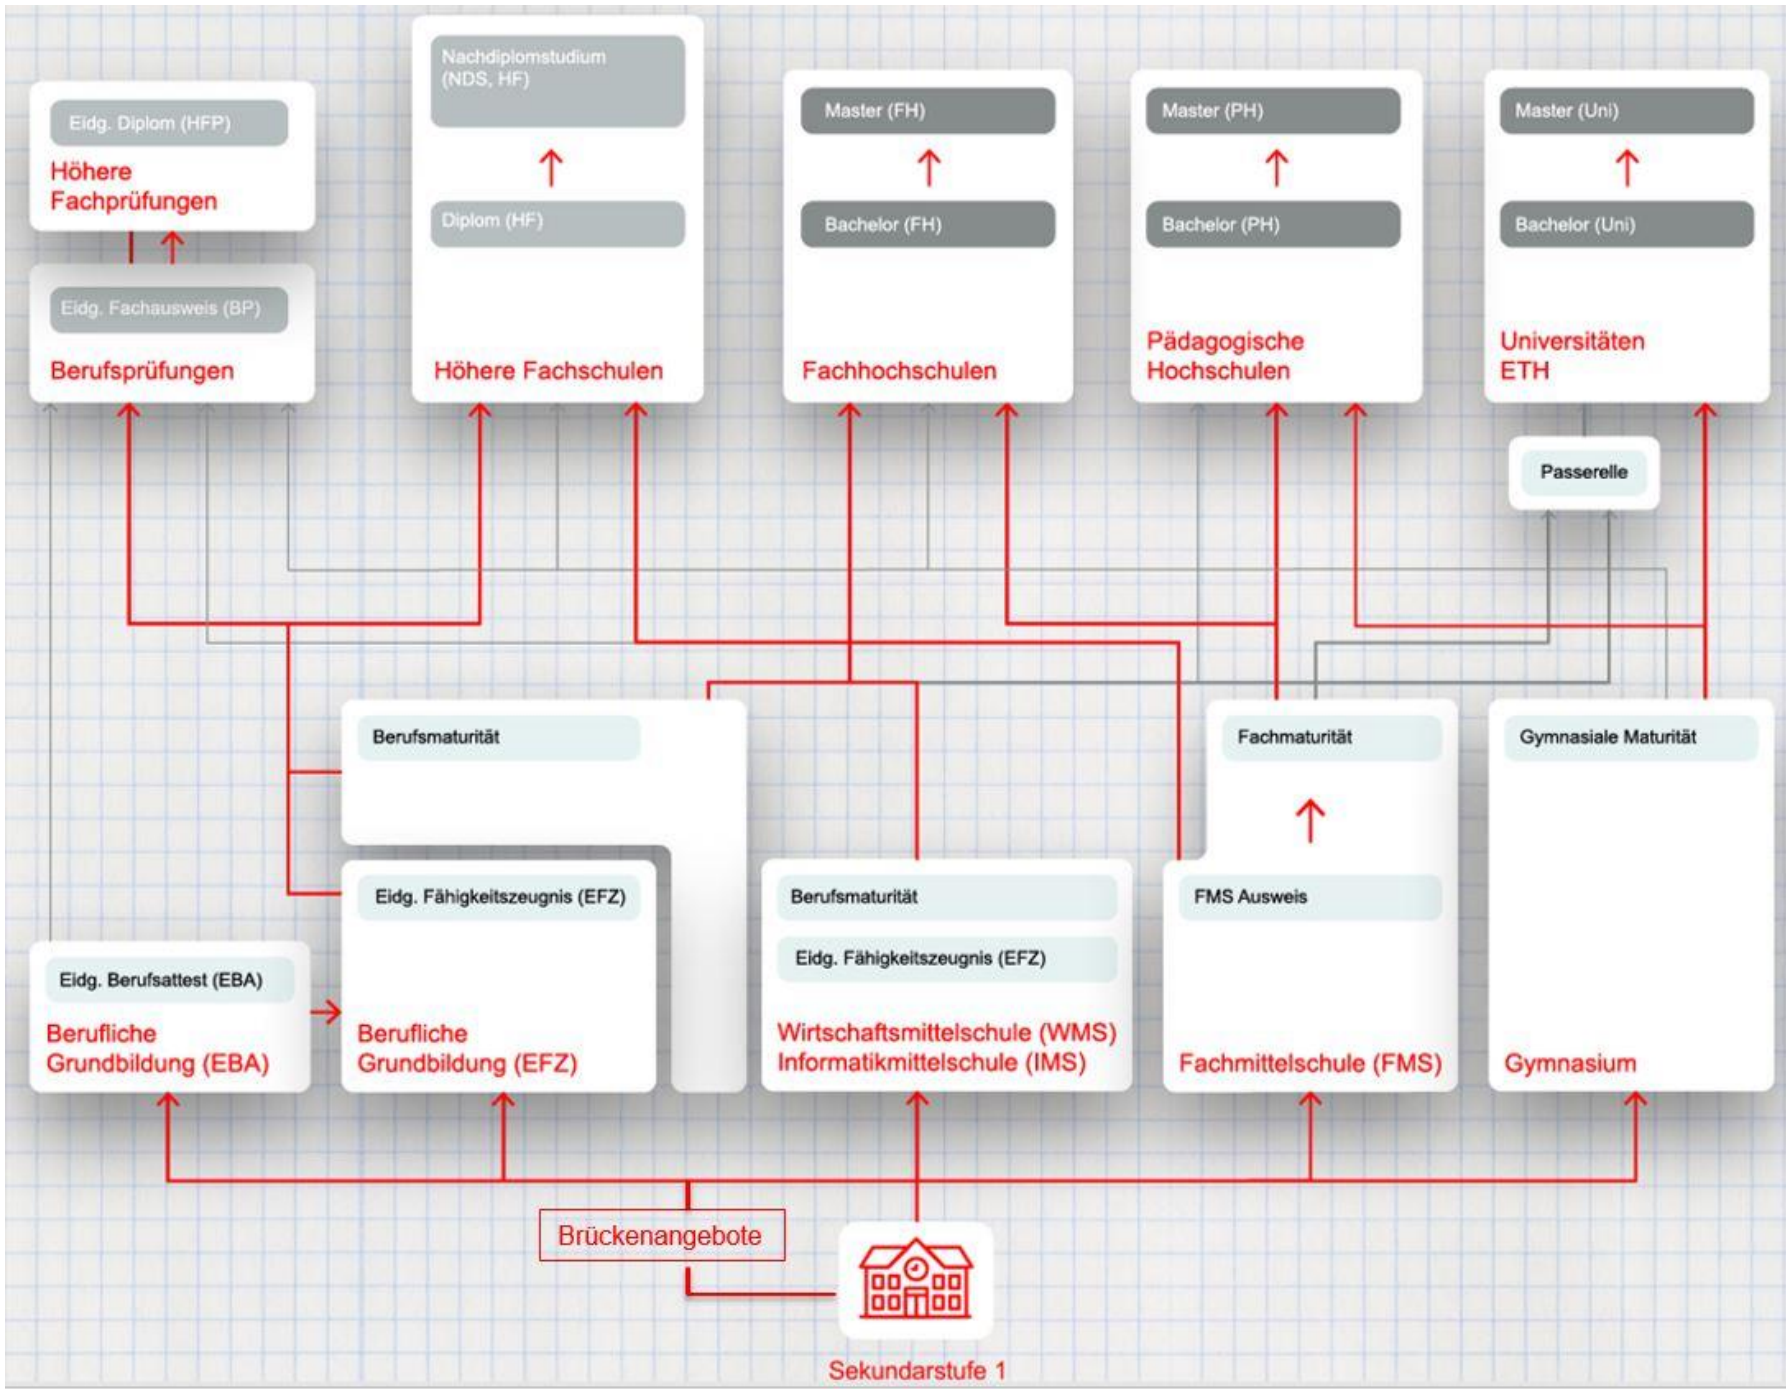 Nachdiplomstudium
(NDS, HF)
Diplom (HF)
Höhere Fachschulen
Eidg. Diplom (HFP)
Höhere
Fachprüfungen
Eidg. Fachausweis (BP)
Berufsprüfungen
Master (FH)
Bachelor (FH)
Fachhochschulen
Master (PH)
Bachelor (PH)
Pädagogische
Hochschulen
Master (Uni)
Bachelor (Uni)
Universitäten
ETH
Passerelle
Berufsmaturität
Eidg. Fähigkeitszeugnis (EFZ)
Berufliche
Grundbildung (EFZ)
Eidg. Berufsattest (EBA)
Berufliche
Grundbildung (EBA)
Berufsmaturität
Eidg. Fähigkeitszeugnis (EFZ)
Wirtschaftsmittelschule (WMS)
Informatikmittelschule (IMS)
Fachmaturität
FMS Ausweis
Fachmittelschule (FMS)
Gymnasiale Maturität
Gymnasium
Brückenangebote
Sekundarstufe 1